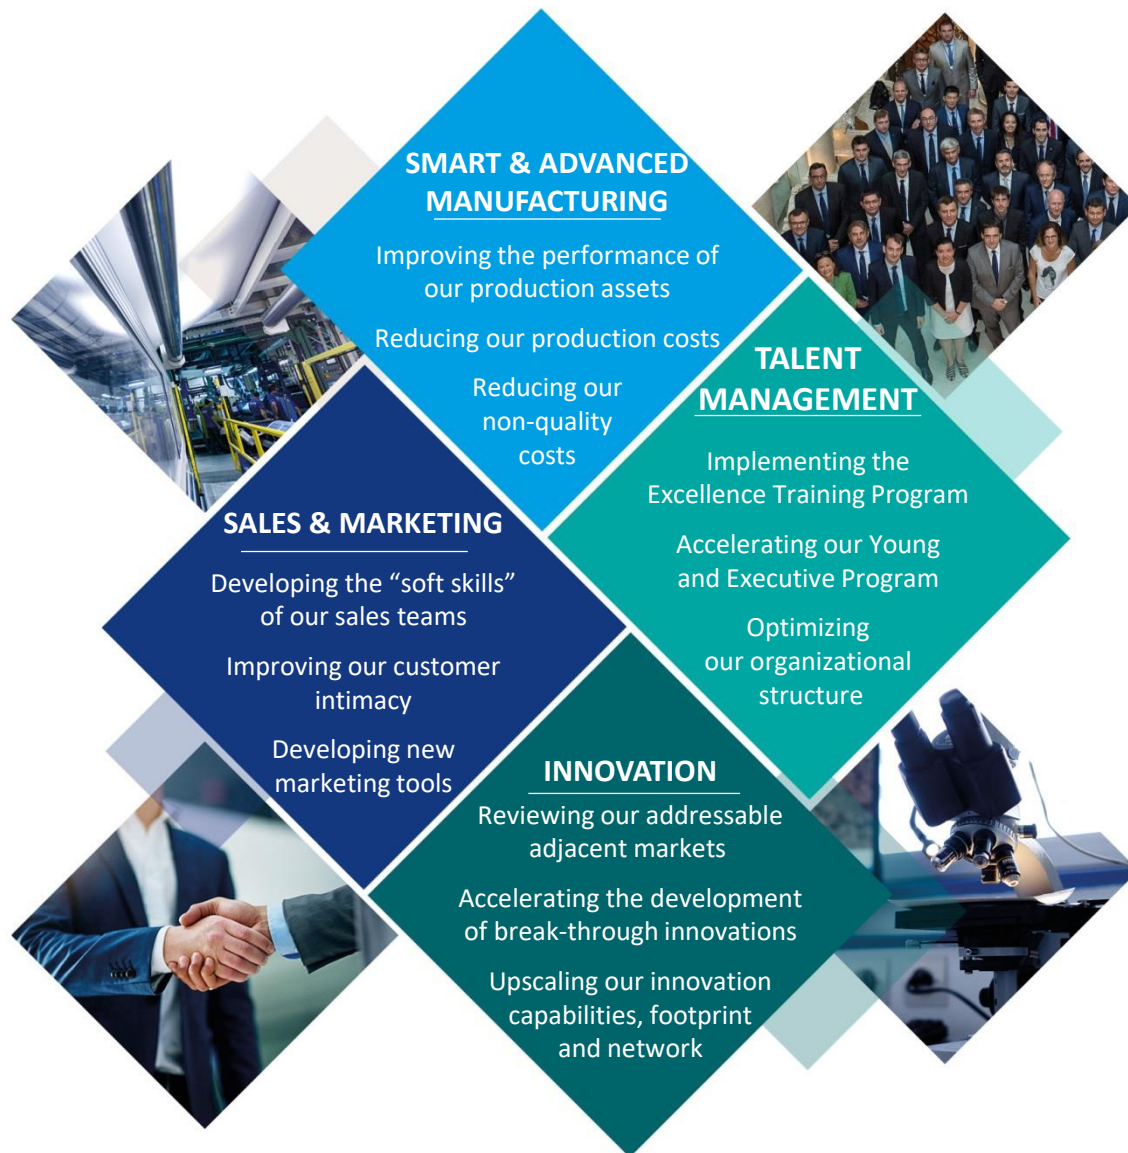 SMART & ADVANCED
MANUFACTURING
Improving the performance of
our production assets
Reducing our production costs
Reducing our
non-quality
costs
TALENT
MANAGEMENT
Implementing the
Excellence Training Program
Accelerating our Young
and Executive Program
Optimizing
our organizational
structure
SALES & MARKETING
Developing the “soft skills”
of our sales teams
Improving our customer
intimacy
Developing new
marketing tools
INNOVATION
Reviewing our addressable
adjacent markets
Accelerating the development
of break-through innovations
Upscaling our innovation
capabilities, footprint
and network